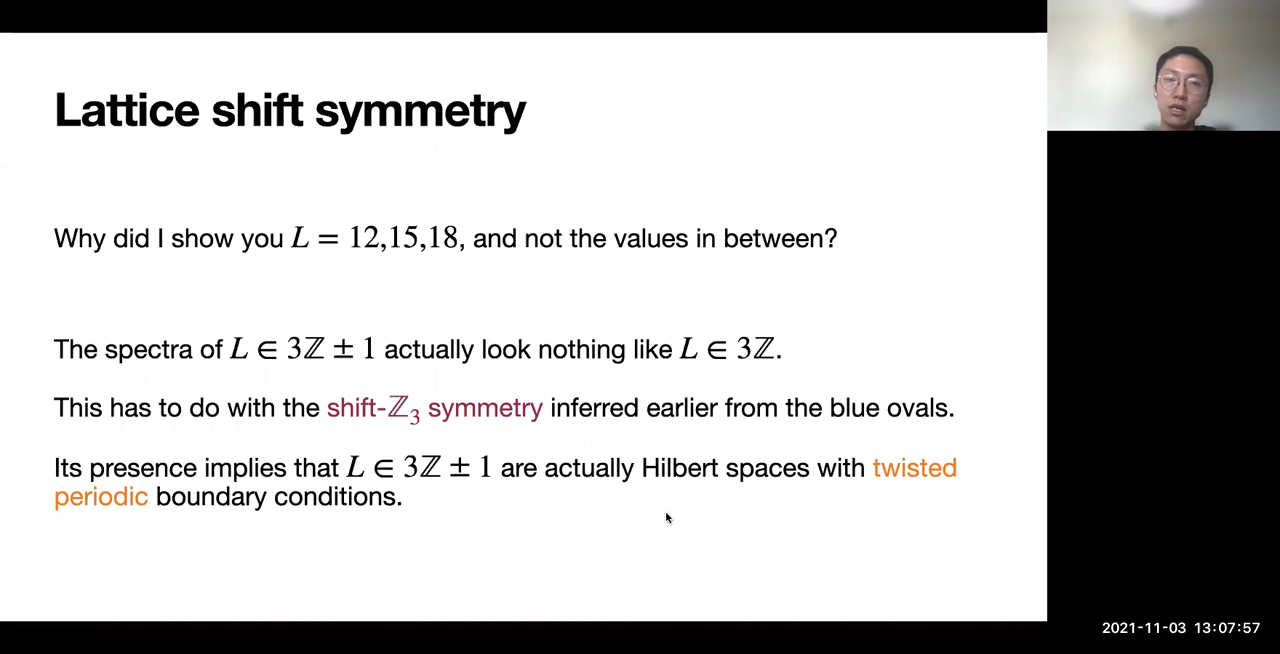 Lattice shift symmetry
Why did I show you L = 12,15,18, and not the values in between?
The spectra of L ∈ 3ℤ ± 1 actually look nothing like L ∈ 3ℤ.
This has to do with the shift-ℤ₃ symmetry inferred earlier from the blue ovals.
Its presence implies that L ∈ 3ℤ ± 1 are actually Hilbert spaces with twisted
periodic boundary conditions.
2021-11-03 13:07:57